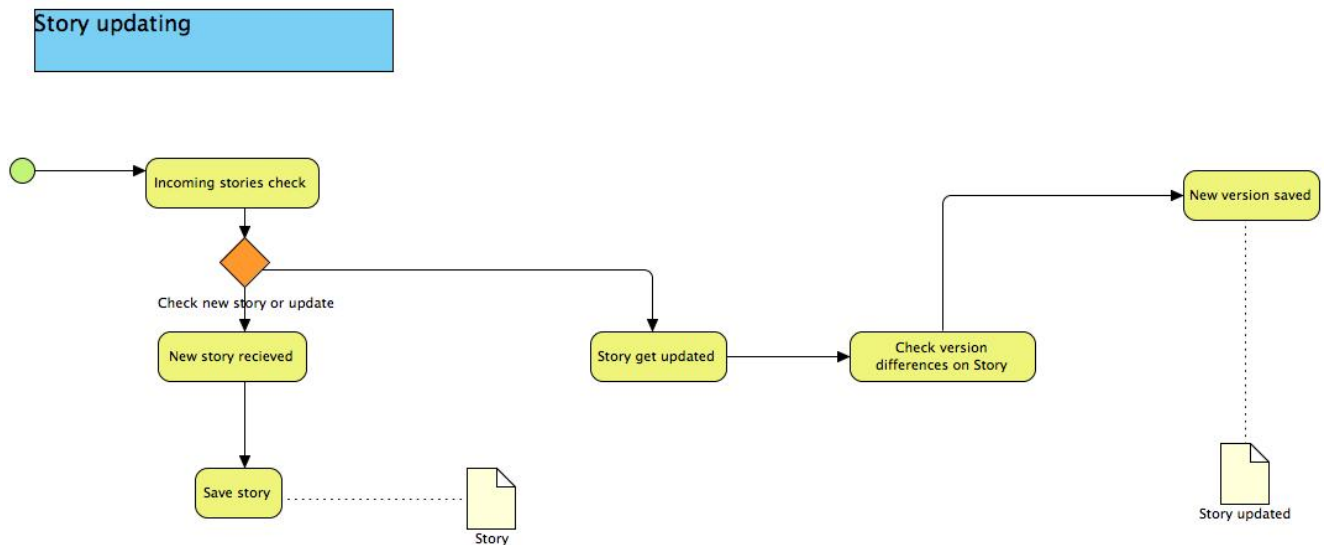 Story updating
Incoming stories check
New version saved
Check new story or update
New story recieved
Story get updated
Check version
differences on Story
Save story
Story
Story updated